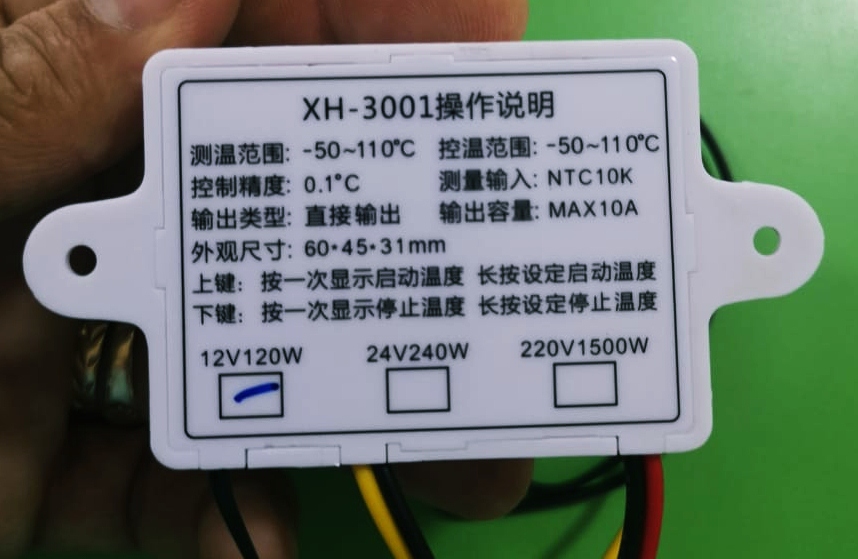 XH-3001操作说明
测温范围: -50~110℃ 控温范围: -50~110℃
控制精度: 0.1°C 测量输入: NTC10K
输出类型: 直接输出 输出容量: MAX10A
外观尺寸: 60*45*31mm
上键: 按一次显示启动温度 长按设定启动温度
下键: 按一次显示停止温度 长按设定停止温度
12V120W 24V240W 220V1500W